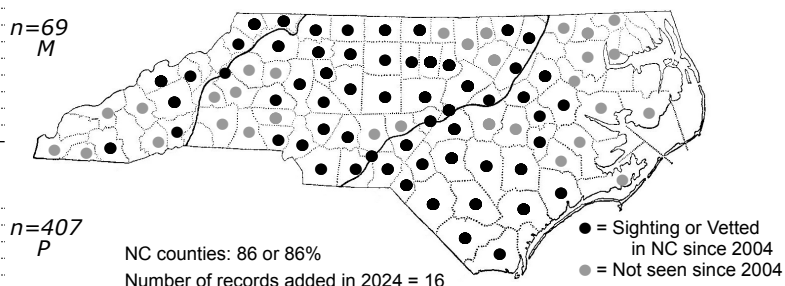 n=69
M
n=407
P
NC counties: 86 or 86%
Number of records added in 2024 = 16
● = Sighting or Vetted
in NC since 2004
● = Not seen since 2004